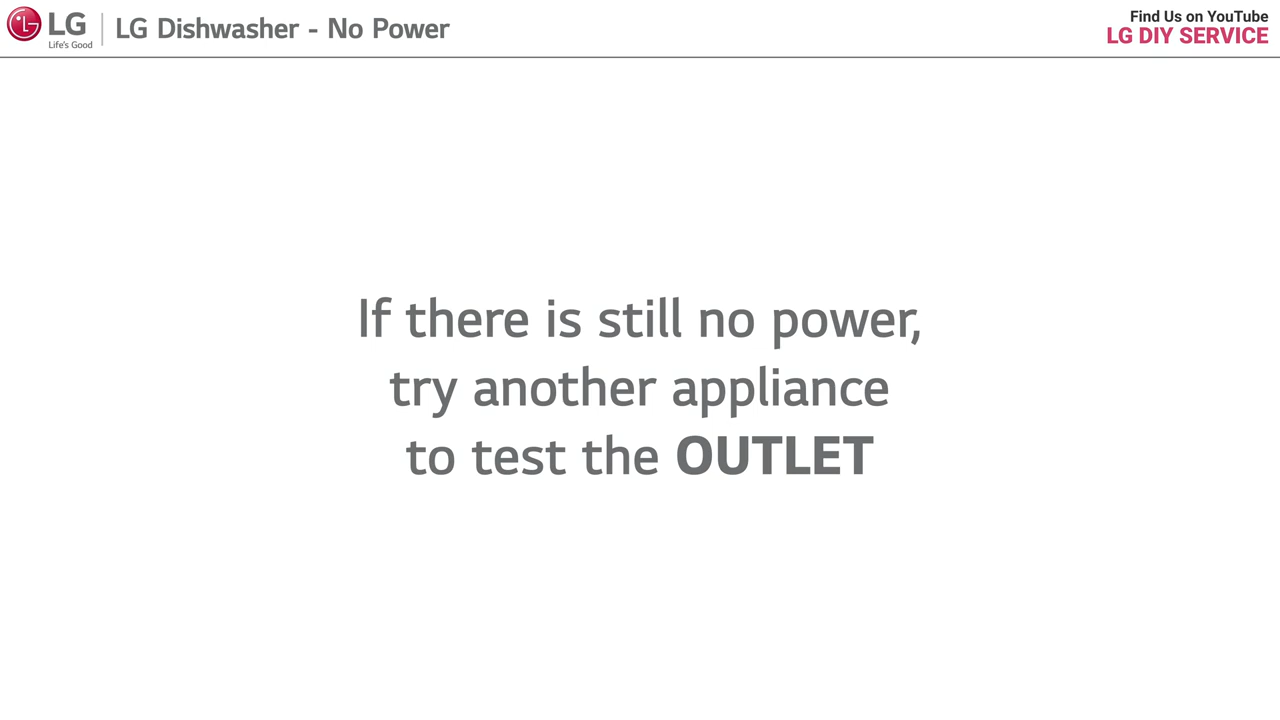 LG
Life's Good
LG Dishwasher - No Power
Find Us on YouTube
LG DIY SERVICE
If there is still no power,
try another appliance
to test the OUTLET